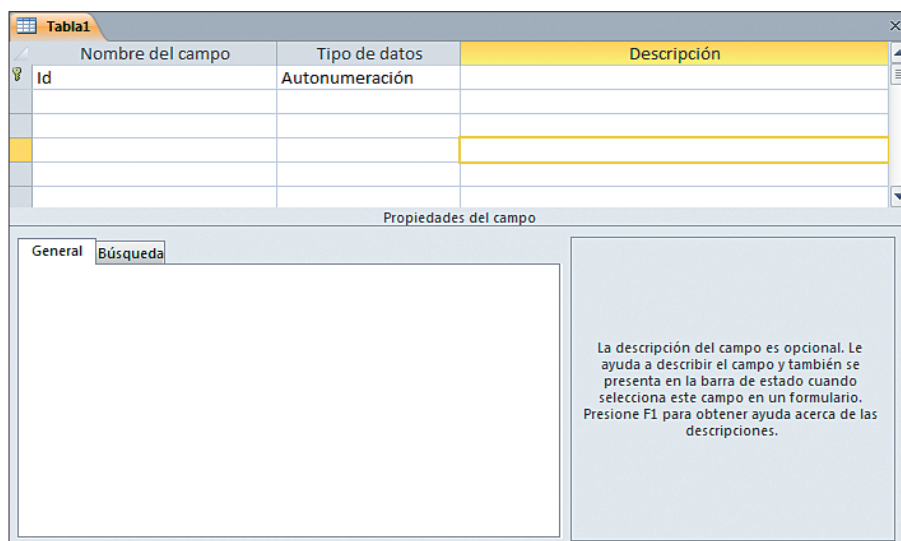 Tabla1
Nombre del campo Tipo de datos Descripción
Id Autonumeración
Propiedades del campo
General Búsqueda
La descripción del campo es opcional. Le
ayuda a describir el campo y también se
presenta en la barra de estado cuando
selecciona este campo en un formulario.
Presione F1 para obtener ayuda acerca de las
descripciones.